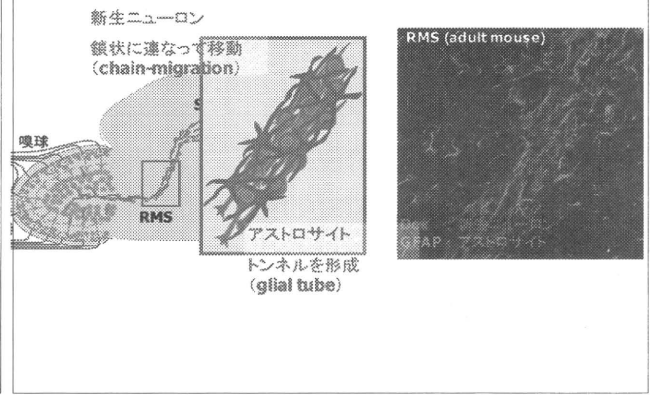 新生ニューロン
鎖状に連なって移動
(chain-migration)
嗅球
RMS
アストロサイト
トンネルを形成
(glial tube)
RMS (adult mouse)
GFAP : アストロサイト